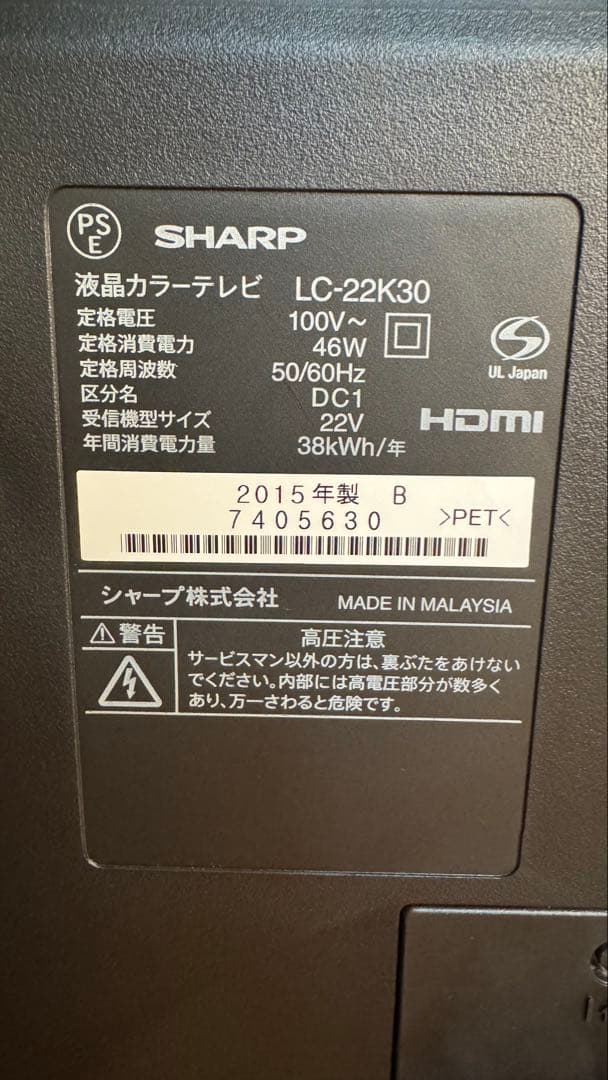 PS
E
SHARP
液晶カラーテレビ LC-22K30
定格電圧 100V～
定格消費電力 46W
定格周波数 50/60Hz
区分名 DC1
受信機型サイズ 22V
年間消費電力量 38kWh/年
UL Japan
HDMI
2015年製 B
7405630 >PET<
シャープ株式会社 MADE IN MALAYSIA
⚠警告
高圧注意
サービスマン以外の方は、裏ぶたをあけない
でください。内部には高電圧部分が数多く
あり、万一さわると危険です。